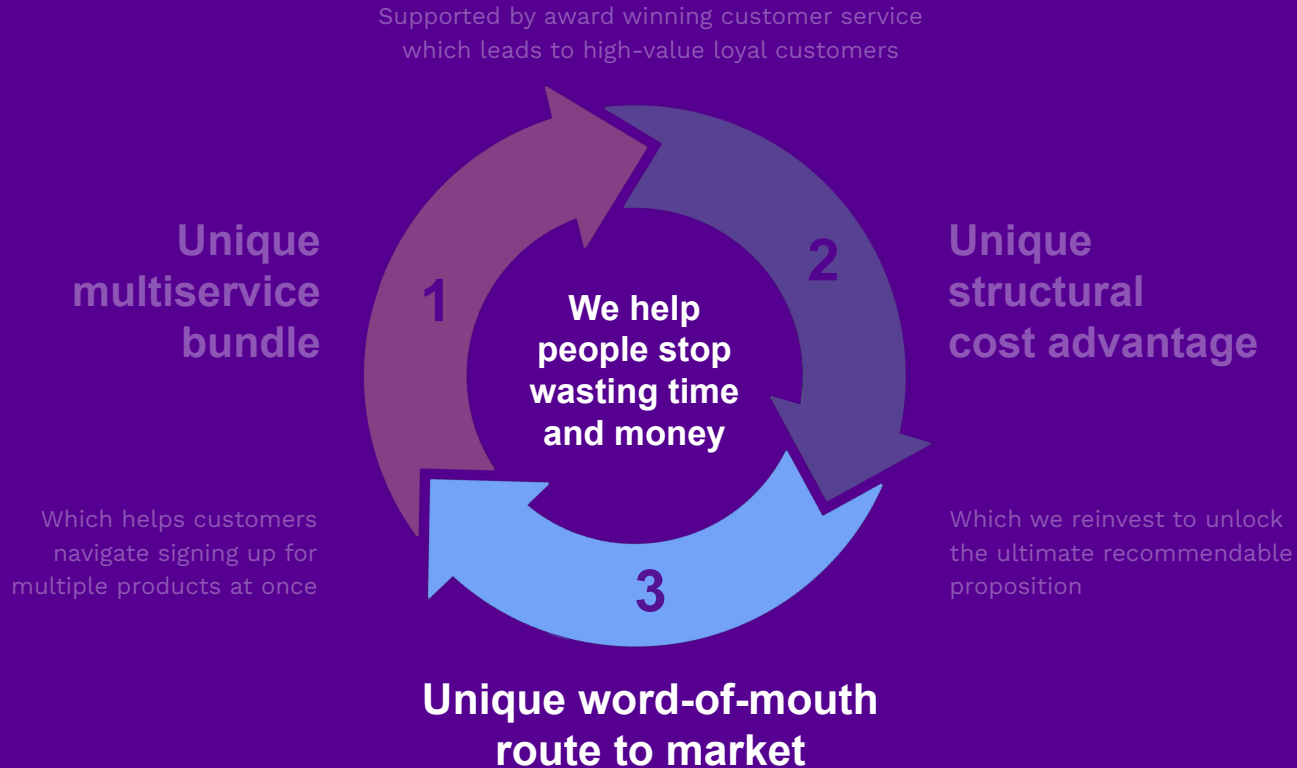 Supported by award winning customer service
which leads to high-value loyal customers
Unique
multiservice
bundle
1
We help
people stop
wasting time
and money
2
Unique
structural
cost advantage
Which helps customers
navigate signing up for
multiple products at once
Which we reinvest to unlock
the ultimate recommendable
proposition
3
Unique word-of-mouth
route to market